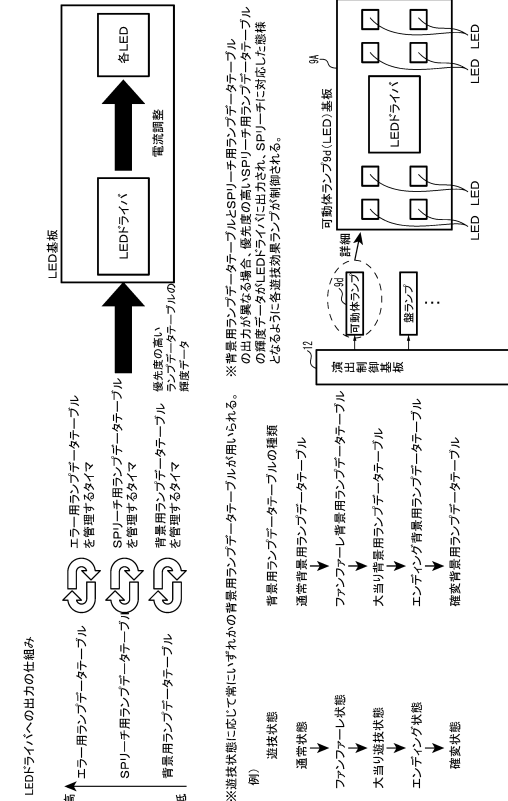 LEDドライバへの出力の仕組み
高
エラー用ランプデータテーブル
SPリーチ用ランプデータテーブル
背景用ランプデータテーブル
低
エラー用ランプデータテーブル
を管理するタイマ
SPリーチ用ランプデータテーブル
を管理するタイマ
背景用ランプデータテーブル
を管理するタイマ
優先度の高い
ランプデータテーブルの
輝度データ
LED基板
LEDドライバ
電流調整
各LED
※遊技状態に応じて常にいずれかの背景用ランプデータテーブルが用いられる。
例)
遊技状態
背景用ランプデータテーブルの種類
通常状態
通常背景用ランプデータテーブル
ファンファーレ状態
ファンファーレ背景用ランプデータテーブル
大当り遊技状態
大当り背景用ランプデータテーブル
エンディング状態
エンディング背景用ランプデータテーブル
確変状態
確変背景用ランプデータテーブル
※背景用ランプデータテーブルとSPリーチ用ランプデータテーブル
の出力が異なる場合、優先度の高いSPリーチ用ランプデータテーブル
の輝度データがLEDドライバに出力され、SPリーチに対応した態様
となるように各遊技効果ランプが制御される。
12
演出
制御基板
9d
可動体ランプ
盤ランプ
⋯
詳細
可動体ランプ9d(LED)基板
9A
LEDドライバ
LED
LED
LED
LED
LED
LED
LED
LED